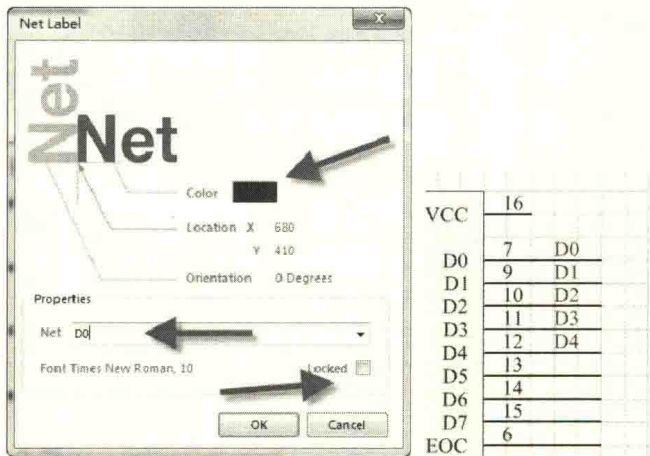 Net Label
x
Net
Net
Color
Location X 680
Y 410
Orientation 0 Degrees
Properties
Net D0
Font Times New Roman, 10 Locked
OK Cancel
VCC 16
D0 7 D0
D1 9 D1
D2 10 D2
D3 11 D3
D4 12 D4
D5 13
D6 14
D7 15
EOC 6